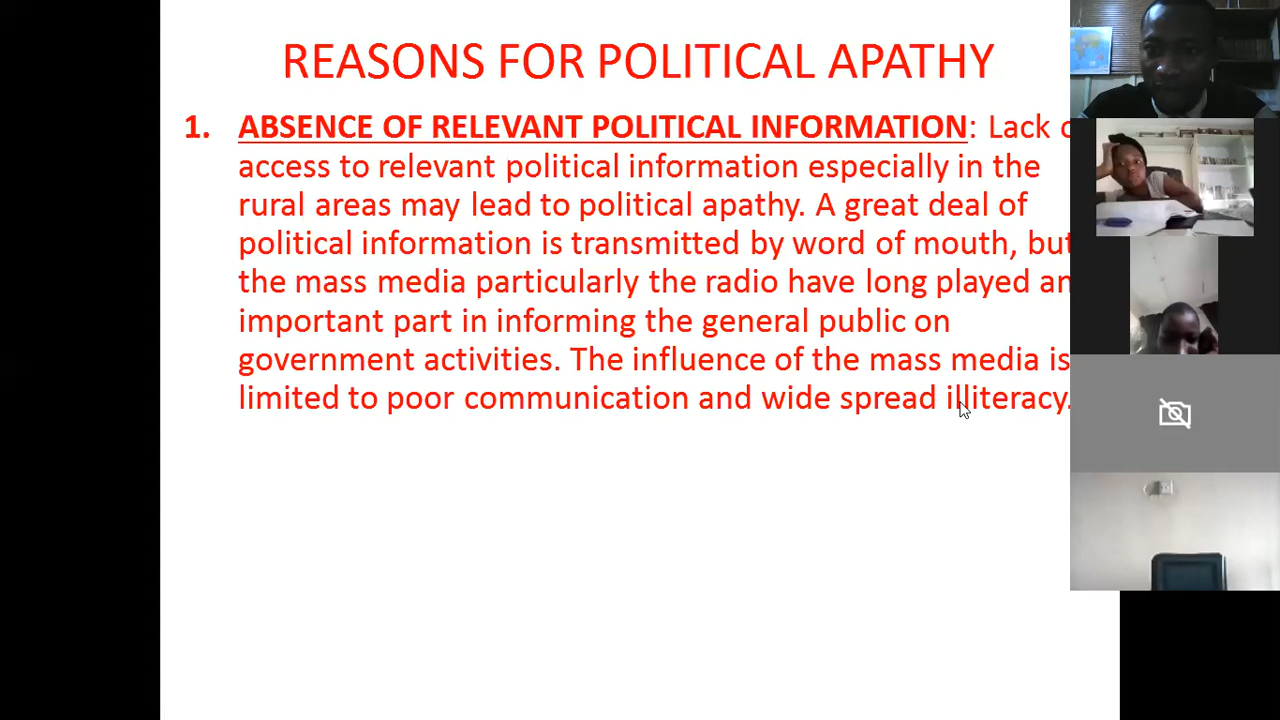 REASONS FOR POLITICAL APATHY
1. ABSENCE OF RELEVANT POLITICAL INFORMATION: Lack
access to relevant political information especially in the
rural areas may lead to political apathy. A great deal of
political information is transmitted by word of mouth, but
the mass media particularly the radio have long played an
important part in informing the general public on
government activities. The influence of the mass media is
limited to poor communication and wide spread illiteracy.